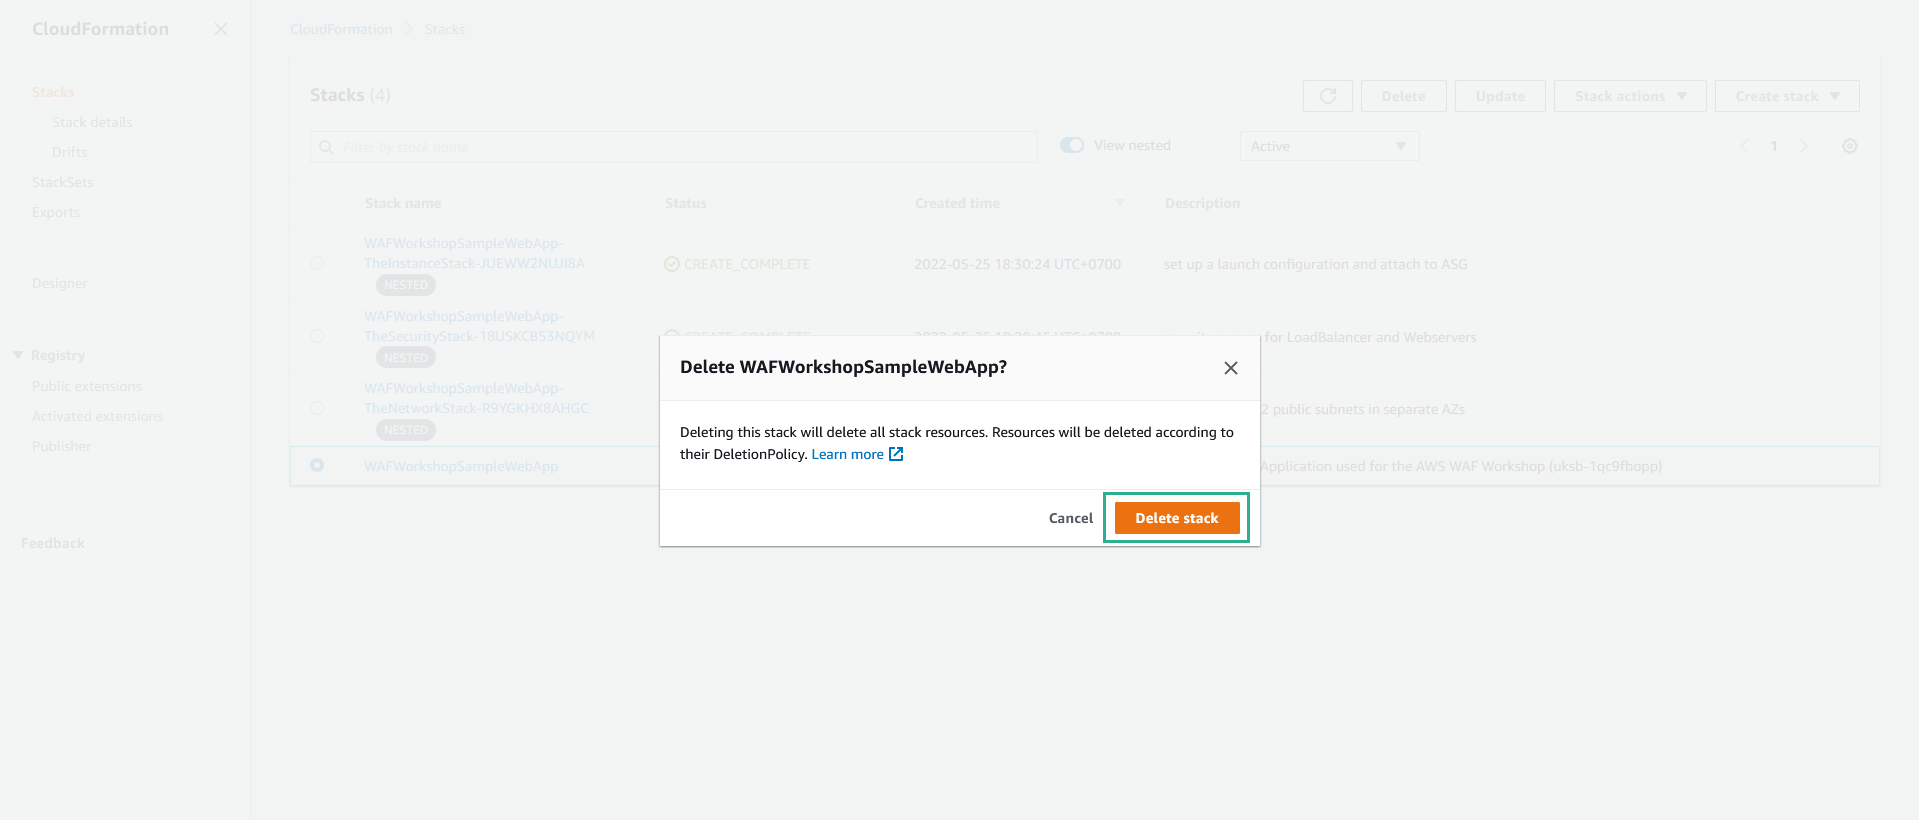 CloudFormation
CloudFormation > Stacks
Stacks
Stack details
Drifts
StackSets
Exports
Designer
Registry
Public extensions
Activated extensions
Publisher
Feedback
Stacks (4)
Delete
Update
Stack actions
Create stack
Filter by stack name
View nested
Active
1
Stack name
Status
Created time
Description
WAFWorkshopSampleWebApp-
TheInstanceStack-JUEWW2NUJI8A
NESTED
CREATE_COMPLETE
2022-05-25 18:30:24 UTC+0700
set up a launch configuration and attach to ASG
WAFWorkshopSampleWebApp-
TheSecurityStack-18USKCB53NQYM
NESTED
CREATE_COMPLETE
for LoadBalancer and Webservers
WAFWorkshopSampleWebApp-
TheNetworkStack-R9YGKHX8AHGC
NESTED
2 public subnets in separate AZs
WAFWorkshopSampleWebApp
Application used for the AWS WAF Workshop (uksb-1qc9fbopp)
Delete WAFWorkshopSampleWebApp?
Deleting this stack will delete all stack resources. Resources will be deleted according to
their DeletionPolicy. Learn more
Cancel
Delete stack